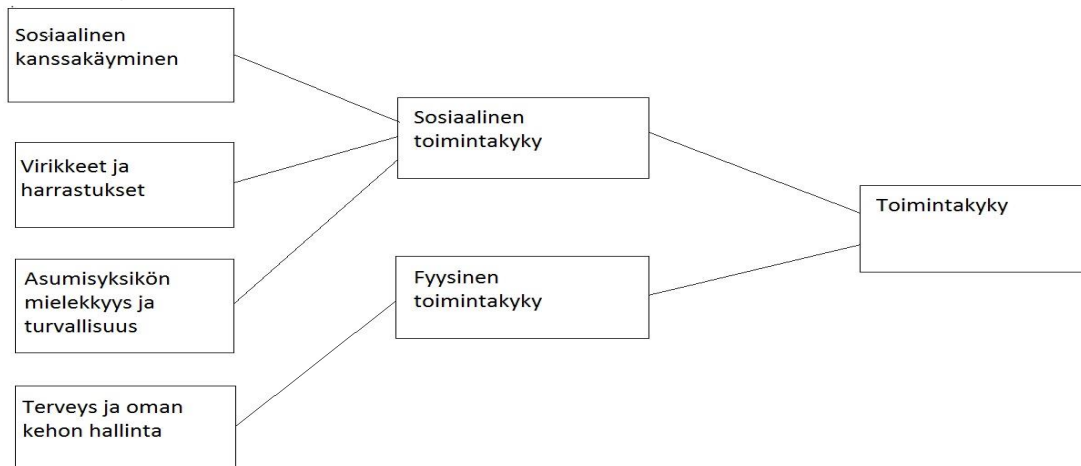 Sosiaalinen
kanssakäyminen
Virikkeet ja
harrastukset
Asumisyksikön
mielekkyys ja
turvallisuus
Terveys ja oman
kehon hallinta
Sosiaalinen
toimintakyky
Fyysinen
toimintakyky
Toimintakyky